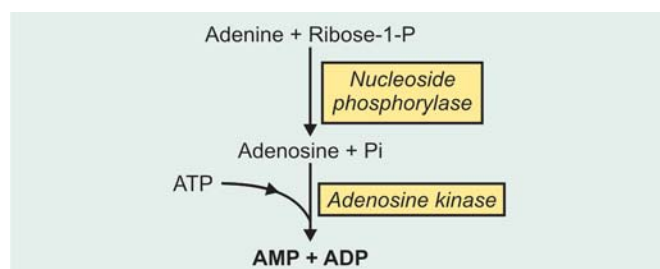 Adenine + Ribose-1-P
Nucleoside
phosphorylase
Adenosine + Pi
ATP
Adenosine kinase
AMP + ADP